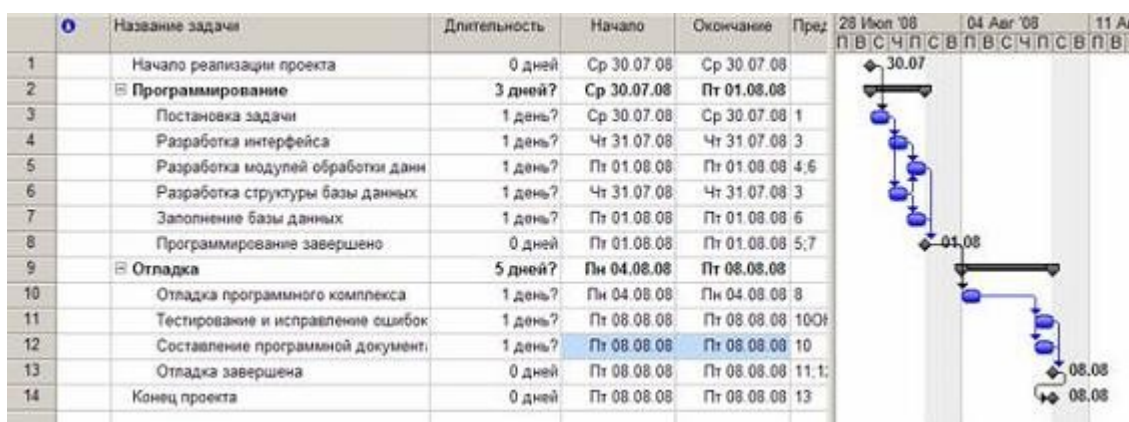 Название задачи Длительность Начало Окончание Пред 28 Июл '08 04 Авг '08 11 А
П В С Ч П С В П В С Ч П С В П В
1 Начало реализации проекта 0 дней Ср 30.07.08 Ср 30.07.08 30.07
2 Программирование 3 дней? Ср 30.07.08 Пт 01.08.08
3 Постановка задачи 1 день? Ср 30.07.08 Ср 30.07.08 1
4 Разработка интерфейса 1 день? Чт 31.07.08 Чт 31.07.08 3
5 Разработка модулей обработки данн 1 день? Пт 01.08.08 Пт 01.08.08 4;6
6 Разработка структуры базы данных 1 день? Чт 31.07.08 Чт 31.07.08 3
7 Заполнение базы данных 1 день? Пт 01.08.08 Пт 01.08.08 6
8 Программирование завершено 0 дней Пт 01.08.08 Пт 01.08.08 5;7 01.08
9 Отладка 5 дней? Пн 04.08.08 Пт 08.08.08
10 Отладка программного комплекса 1 день? Пн 04.08.08 Пн 04.08.08 8
11 Тестирование и исправление ошибок 1 день? Пт 08.08.08 Пт 08.08.08 10ОН
12 Составление программной документ 1 день? Пт 08.08.08 Пт 08.08.08 10
13 Отладка завершена 0 дней Пт 08.08.08 Пт 08.08.08 11;1 08.08
14 Конец проекта 0 дней Пт 08.08.08 Пт 08.08.08 13 08.08